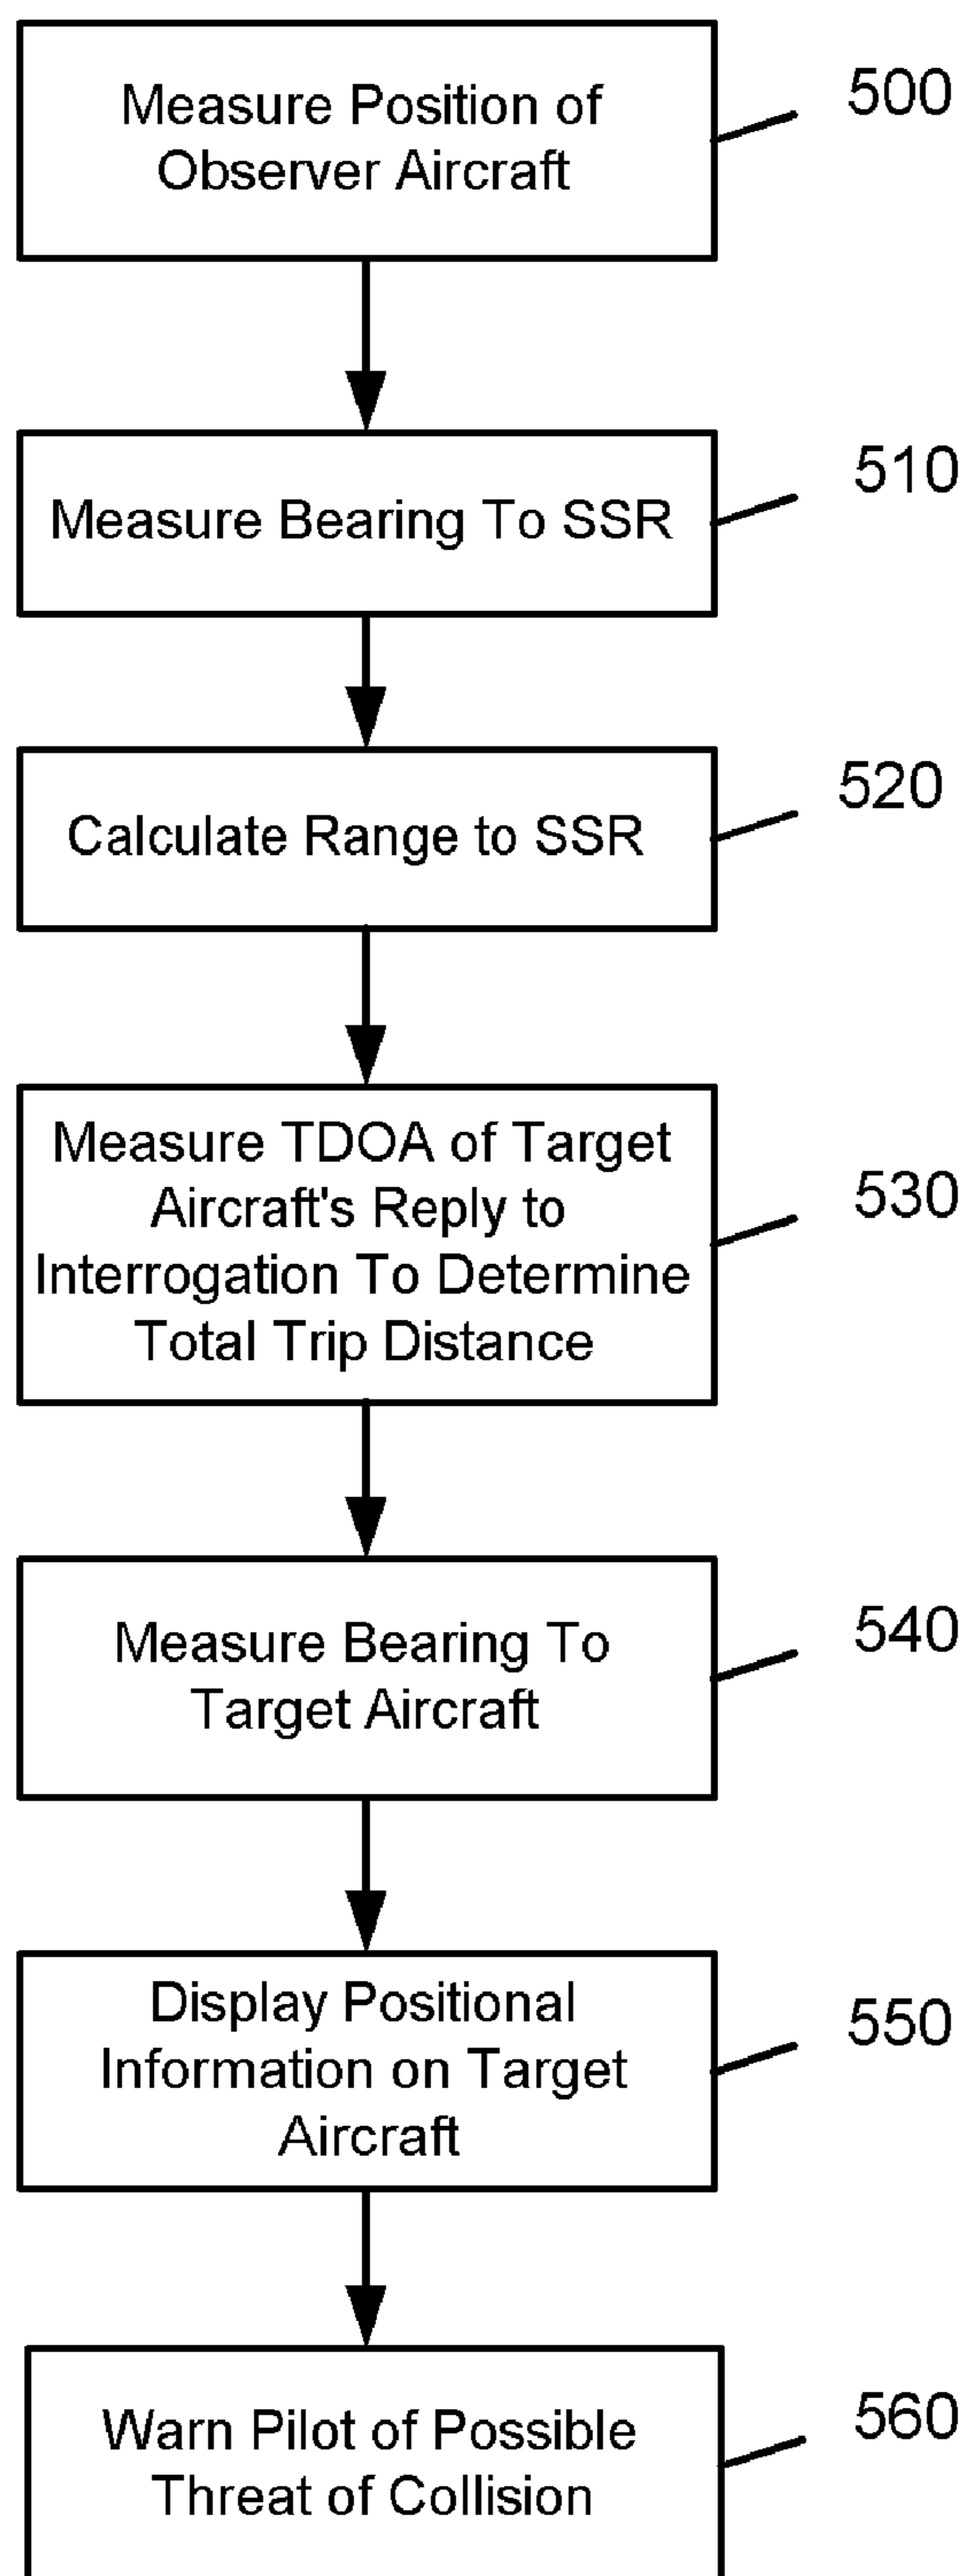 Measure Position of
Observer Aircraft
500
Measure Bearing To SSR
510
Calculate Range to SSR
520
Measure TDOA of Target
Aircraft's Reply to
Interrogation To Determine
Total Trip Distance
530
Measure Bearing To
Target Aircraft
540
Display Positional
Information on Target
Aircraft
550
Warn Pilot of Possible
Threat of Collision
560